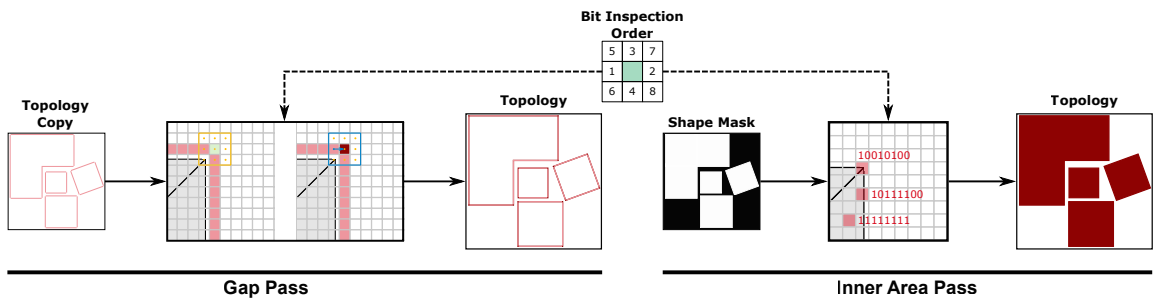 Bit Inspection
Order
5 3 7
1 2
6 4 8
Topology
Copy
Topology
Shape Mask
10010100
10111100
11111111
Topology
Gap Pass
Inner Area Pass